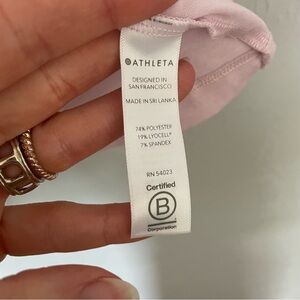 ATHLETA
DESIGNED IN
SAN FRANCISCO
MADE IN SRI LANKA
74% POLYESTER
19% LYOCELL
7% SPANDEX
RN 54023
Certified
B
Corporation